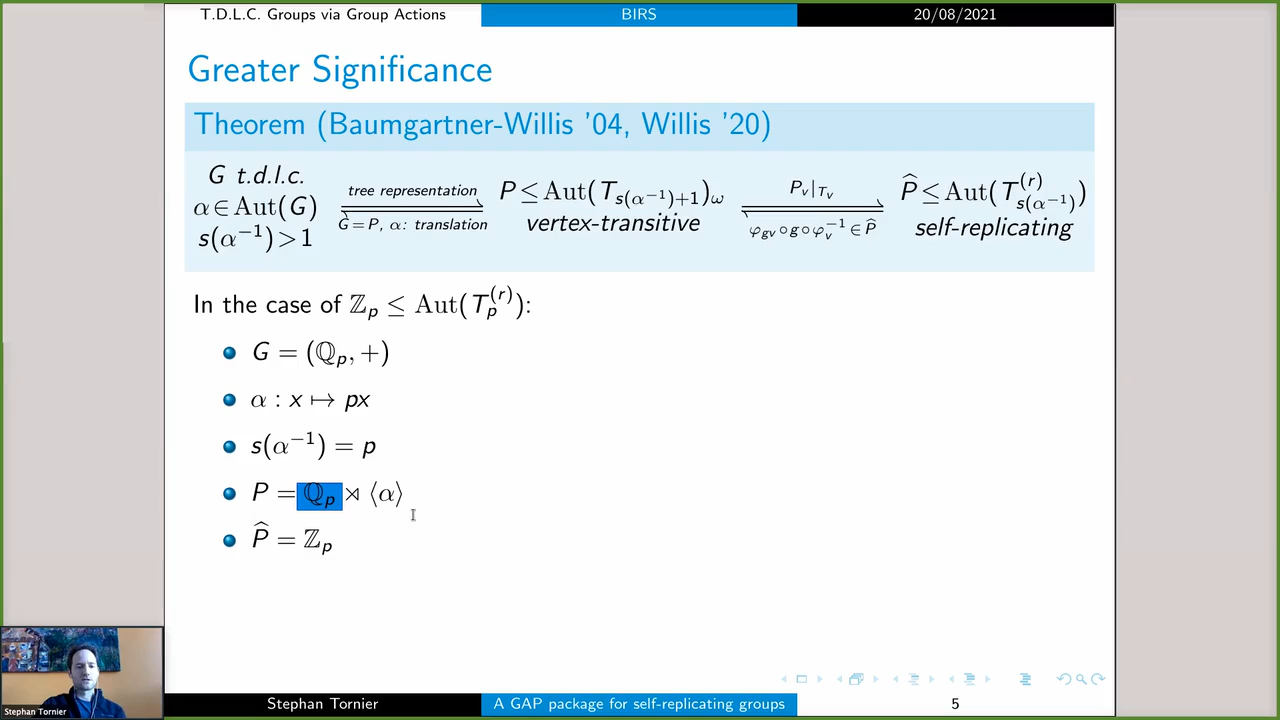 T.D.L.C. Groups via Group Actions BIRS 20/08/2021
Greater Significance
Theorem (Baumgartner-Willis '04, Willis '20)
G t.d.l.c.
α ∈ Aut(G)
s(α⁻¹) > 1
tree representation
G = P, α: translation
P ≤ Aut(T_{s(α⁻¹)+1})_ω
vertex-transitive
P_v|_{T_v}
φ_{gv} ∘ g ∘ φ_v^{-1} ∈ P̂
P̂ ≤ Aut(T^{(r)}_{s(α⁻¹)})
self-replicating
In the case of ℤ_p ≤ Aut(T_p^{(r)}):
G = (ℚ_p, +)
α : x ↦ px
s(α⁻¹) = p
P = ℚ_p ⋊ ⟨α⟩
P̂ = ℤ_p
Stephan Tornier
Stephan Tornier A GAP package for self-replicating groups 5